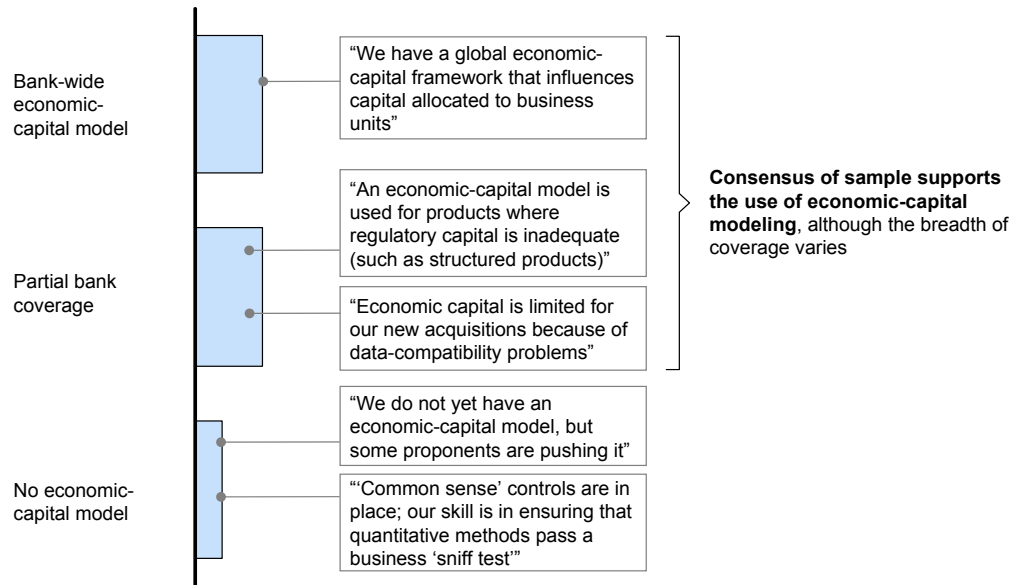 Bank-wide
economic-
capital model
“We have a global economic-
capital framework that influences
capital allocated to business
units”
“An economic-capital model is
used for products where
regulatory capital is inadequate
(such as structured products)”
Partial bank
coverage
“Economic capital is limited for
our new acquisitions because of
data-compatibility problems”
Consensus of sample supports
the use of economic-capital
modeling, although the breadth of
coverage varies
“We do not yet have an
economic-capital model, but
some proponents are pushing it”
No economic-
capital model
“‘Common sense’ controls are in
place; our skill is in ensuring that
quantitative methods pass a
business ‘sniff test’”